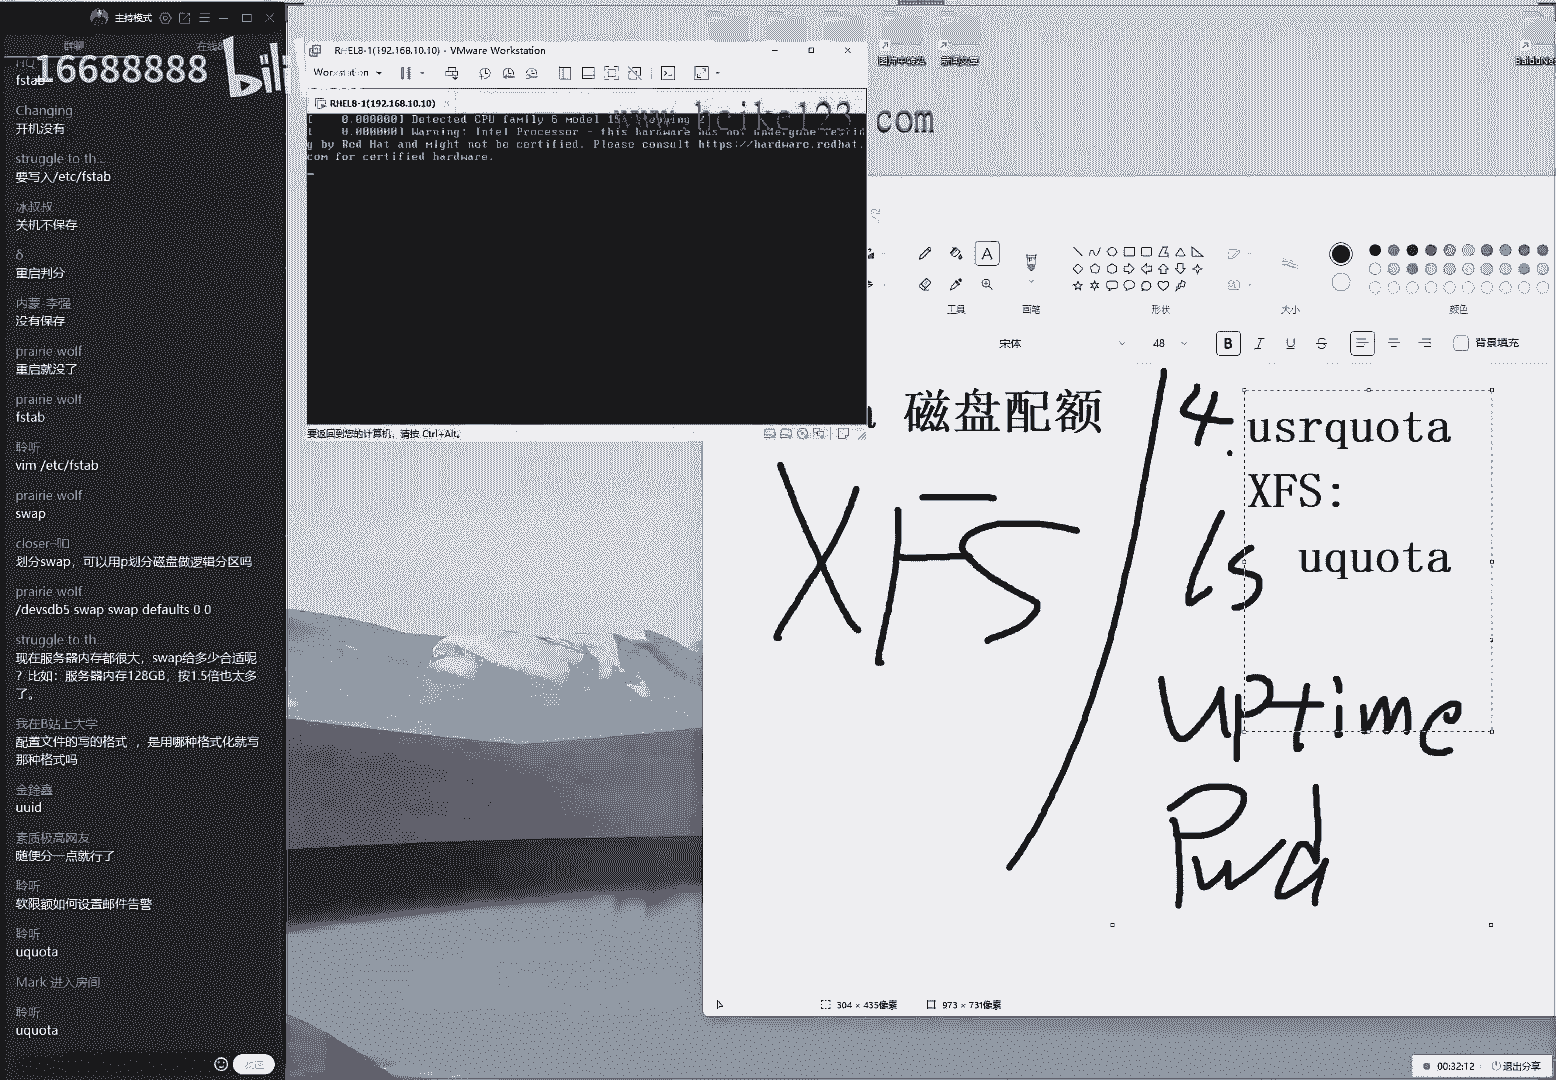 主持模式
群聊
16688888 bili
fstab
Changing
开机没有
struggle to th...
要写入/etc/fstab
冰叔叔
关机不保存
δ
重启判分
内蒙 李强
没有保存
prairie wolf
重启就没了
prairie wolf
fstab
聆听
vim /etc/fstab
prairie wolf
swap
划分swap，可以用p划分磁盘做逻辑分区吗
prairie wolf
/devsdb5 swap swap defaults 0 0
struggle to th...
现在服务器内存都很大，swap给多少合适呢
？比如：服务器内存128GB，按1.5倍也太多
了。
我在B站上大学
配置文件的写的格式 ，是用哪种格式化就写
那种格式吗
金銓鑫
uuid
素质极高网友
随便分一点就行了
聆听
软限额如何设置邮件告警
聆听
uquota
Mark 进入房间
聆听
uquota
发送
RHEL8-1(192.168.10.10) - VMware Workstation
Workstation
RHEL8-1(192.168.10.10)
[ 0.000000] Detected CPU family 6 model
[ 0.000000] Warning: Intel Processor - this hardware has not undergone
g by Red Hat and might not be certified. Please consult https://hardware.redhat.
com for certified hardware.
要返回到您的计算机，请按 Ctrl+Alt。
com
工具
画笔
形状
大小
颜色
宋体
48
B I U S
背景填充
磁盘配额
XFS
4. usrquota
XFS:
ls uquota
uptime
Pwd
304 × 435像素
973 × 731像素
00:32:12
退出分享